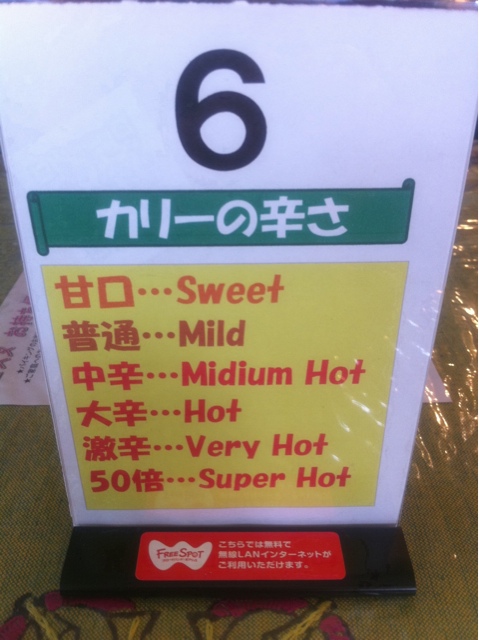 6
カリーの辛さ
甘口…Sweet
普通…Mild
中辛…Midium Hot
大辛…Hot
激辛…Very Hot
50倍…Super Hot
FREESPOT
こちらでは無料で
無線LANインターネットが
ご利用いただけます。